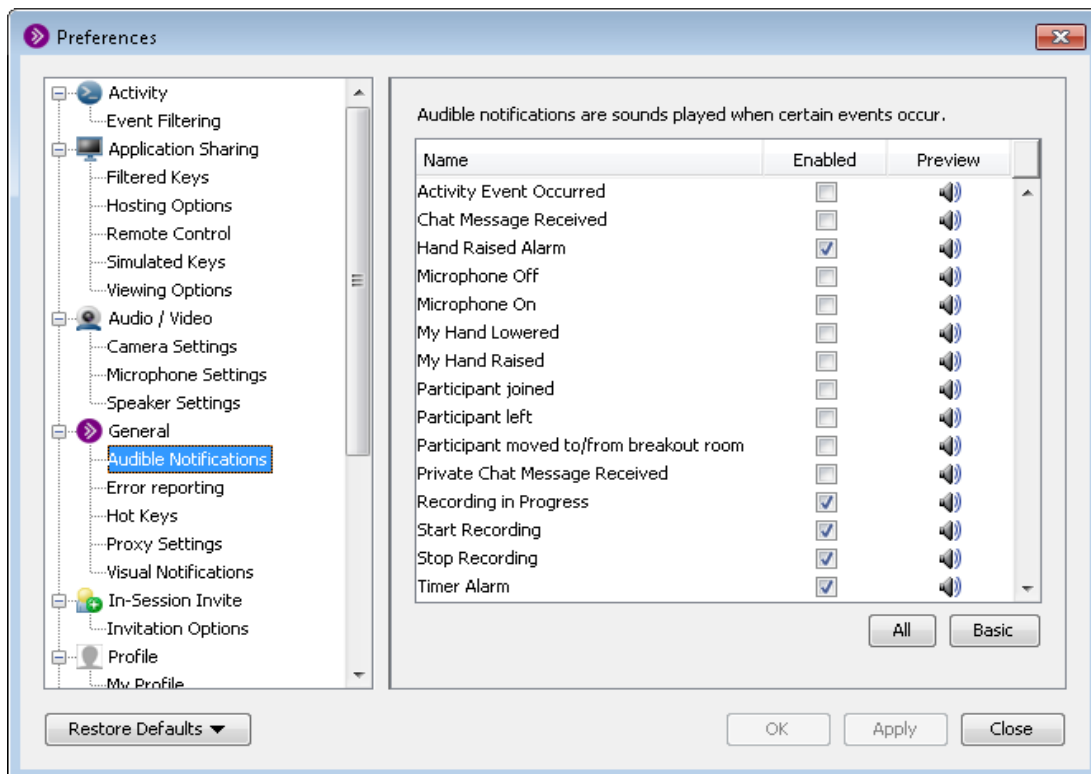 Preferences
Activity
Event Filtering
Application Sharing
Filtered Keys
Hosting Options
Remote Control
Simulated Keys
Viewing Options
Audio / Video
Camera Settings
Microphone Settings
Speaker Settings
General
Audible Notifications
Error reporting
Hot Keys
Proxy Settings
Visual Notifications
In-Session Invite
Invitation Options
Profile
My Profile
Audible notifications are sounds played when certain events occur.
Name Enabled Preview
Activity Event Occurred
Chat Message Received
Hand Raised Alarm
Microphone Off
Microphone On
My Hand Lowered
My Hand Raised
Participant joined
Participant left
Participant moved to/from breakout room
Private Chat Message Received
Recording in Progress
Start Recording
Stop Recording
Timer Alarm
All Basic
Restore Defaults OK Apply Close